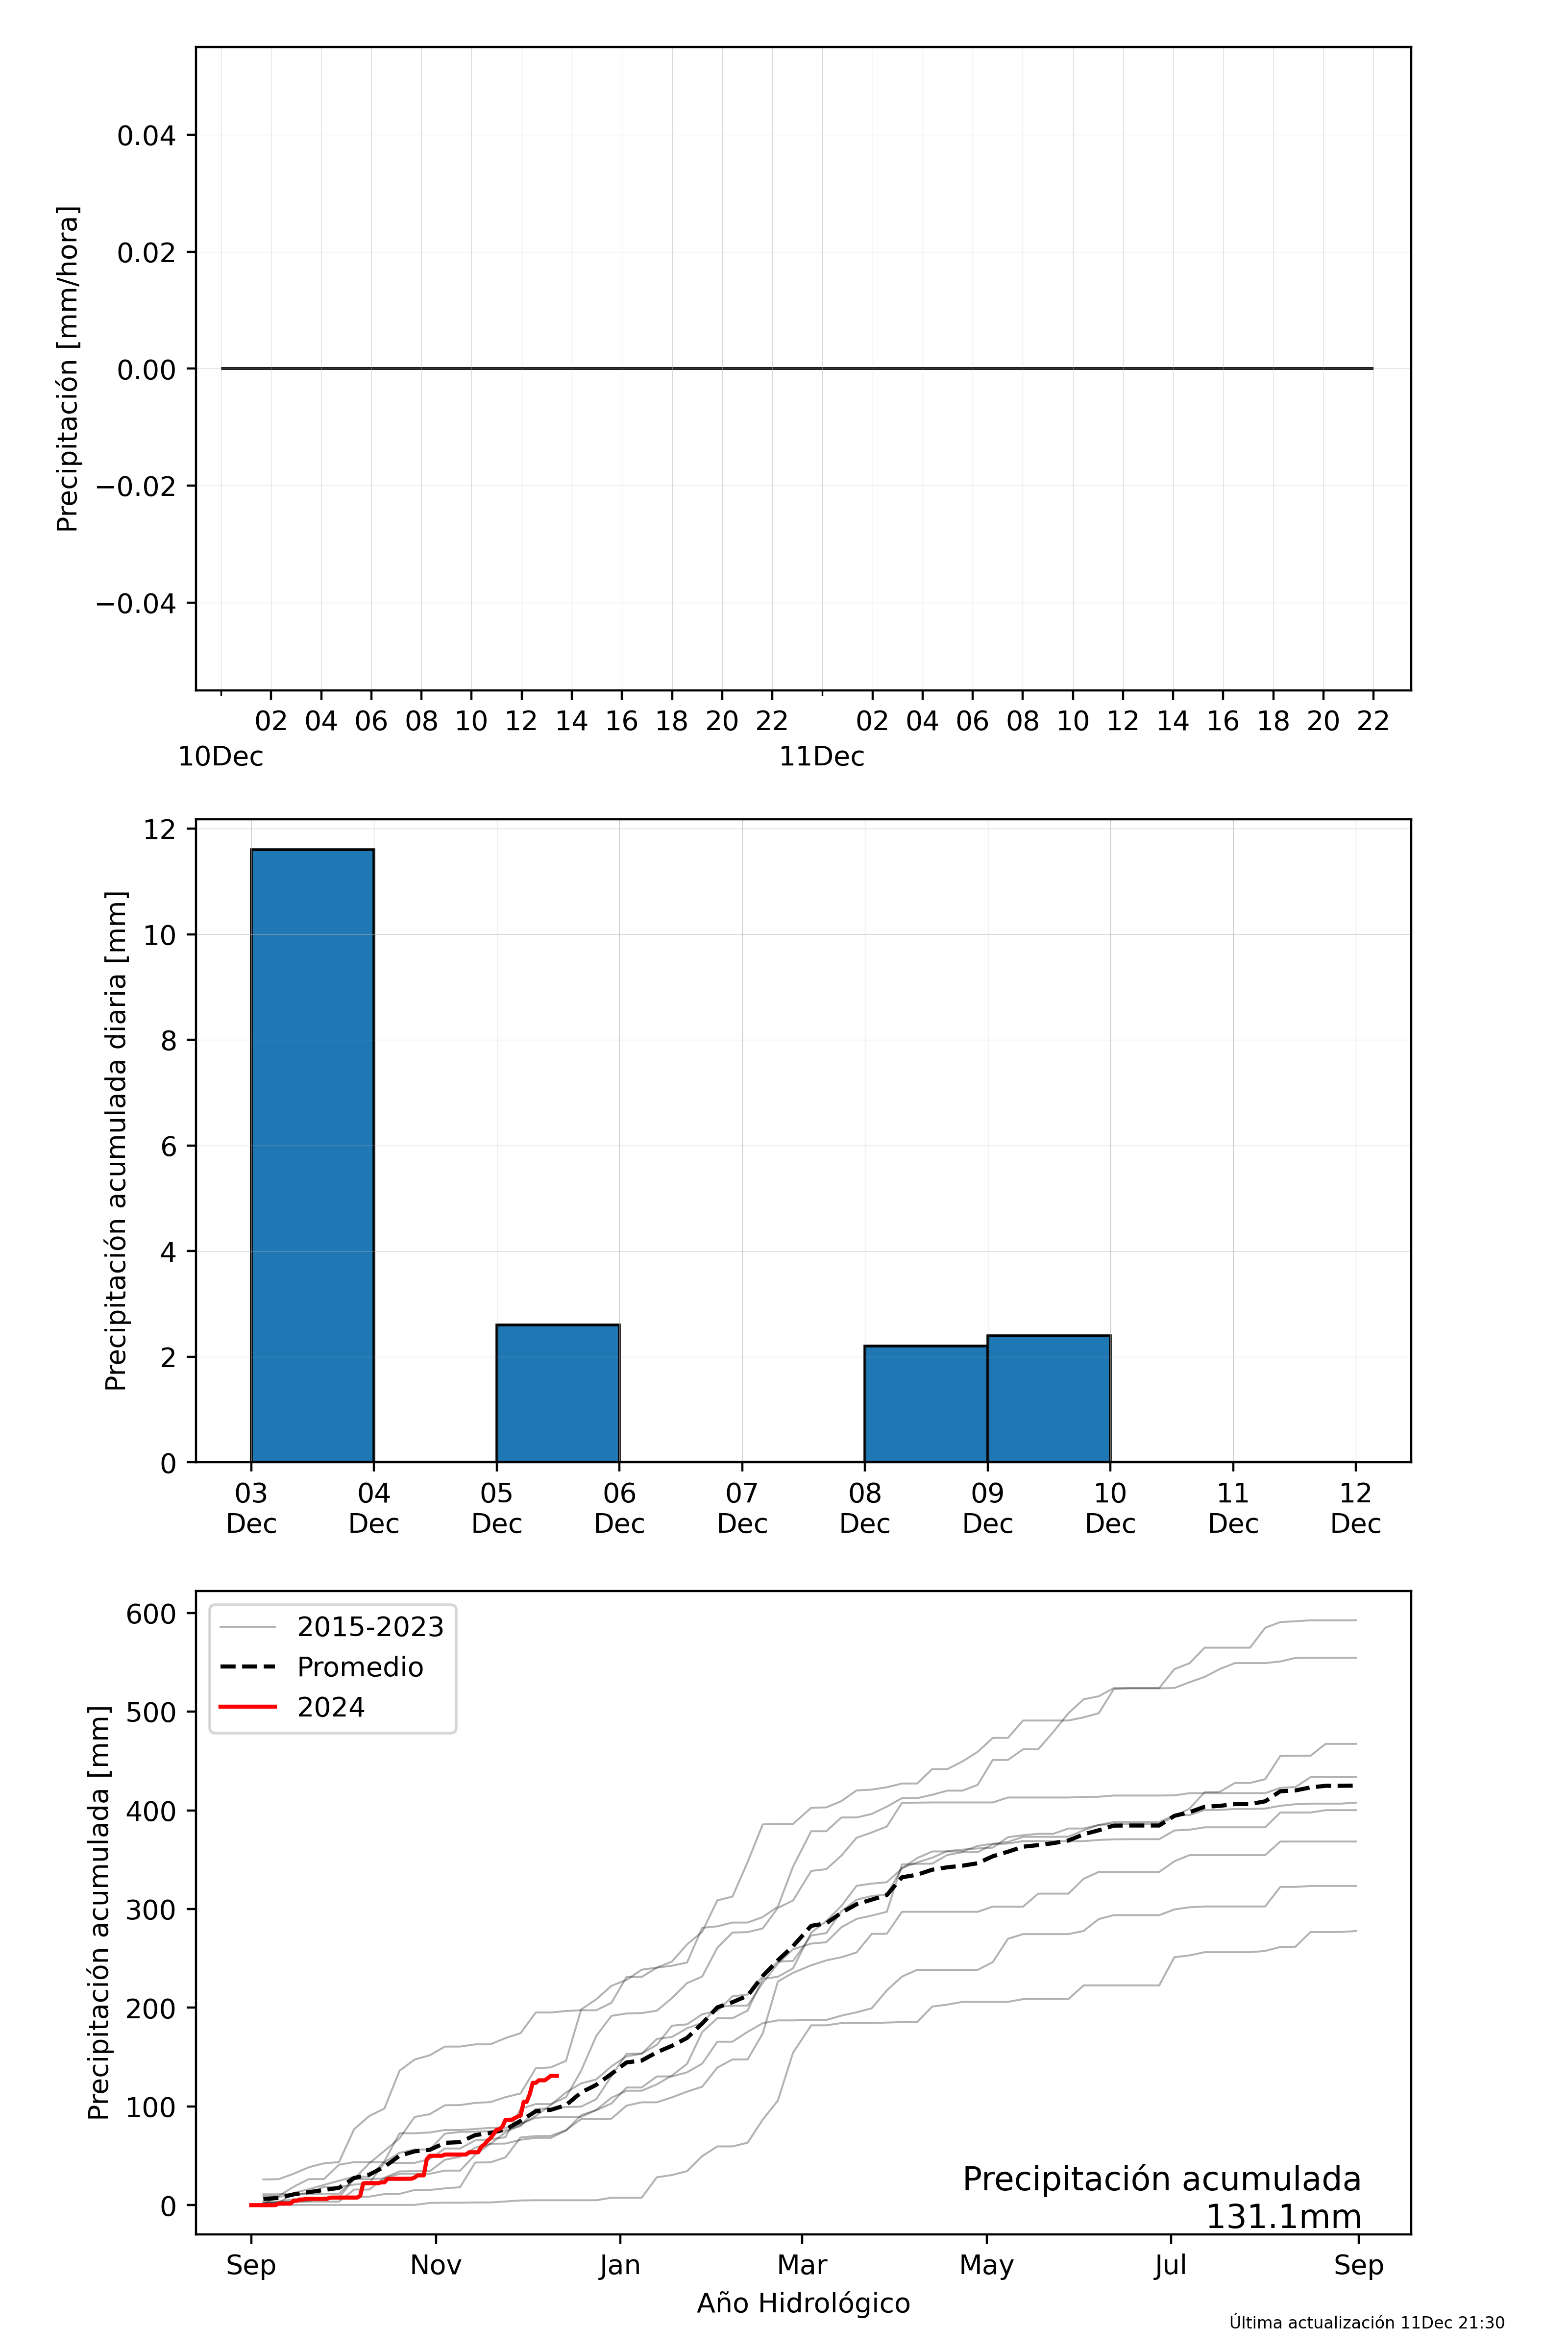 Precipitación [mm/hora]
0.04
0.02
0.00
−0.02
−0.04
02 04 06 08 10 12 14 16 18 20 22 02 04 06 08 10 12 14 16 18 20 22
10Dec 11Dec
Precipitación acumulada diaria [mm]
12
10
8
6
4
2
0
03 04 05 06 07 08 09 10 11 12
Dec Dec Dec Dec Dec Dec Dec Dec Dec Dec
Precipitación acumulada [mm]
600
500
400
300
200
100
0
2015-2023
Promedio
2024
Precipitación acumulada
131.1mm
Sep Nov Jan Mar May Jul Sep
Año Hidrológico
Última actualización 11Dec 21:30